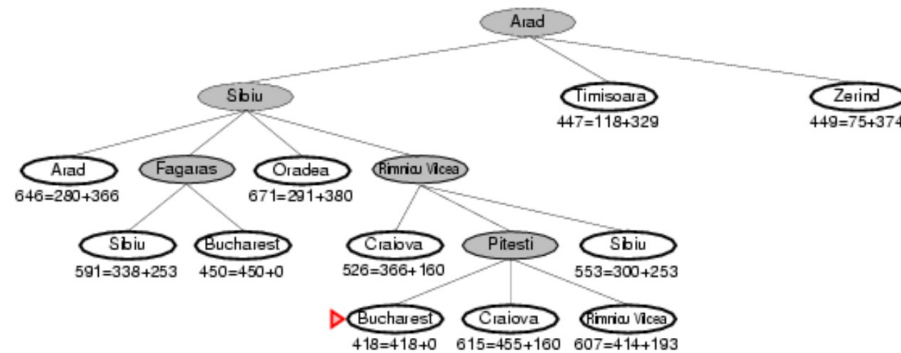 Arad
Sibiu
Timisoara
Zerind
447=118+329
449=75+374
Arad
Fagaras
Oradea
Rimnicu Vilcea
646=280+366
671=291+380
Sibiu
Bucharest
Craiova
Pitesti
Sibiu
591=338+253
450=450+0
526=366+160
553=300+253
Bucharest
Craiova
Rimnicu Vilcea
418=418+0
615=455+160
607=414+193